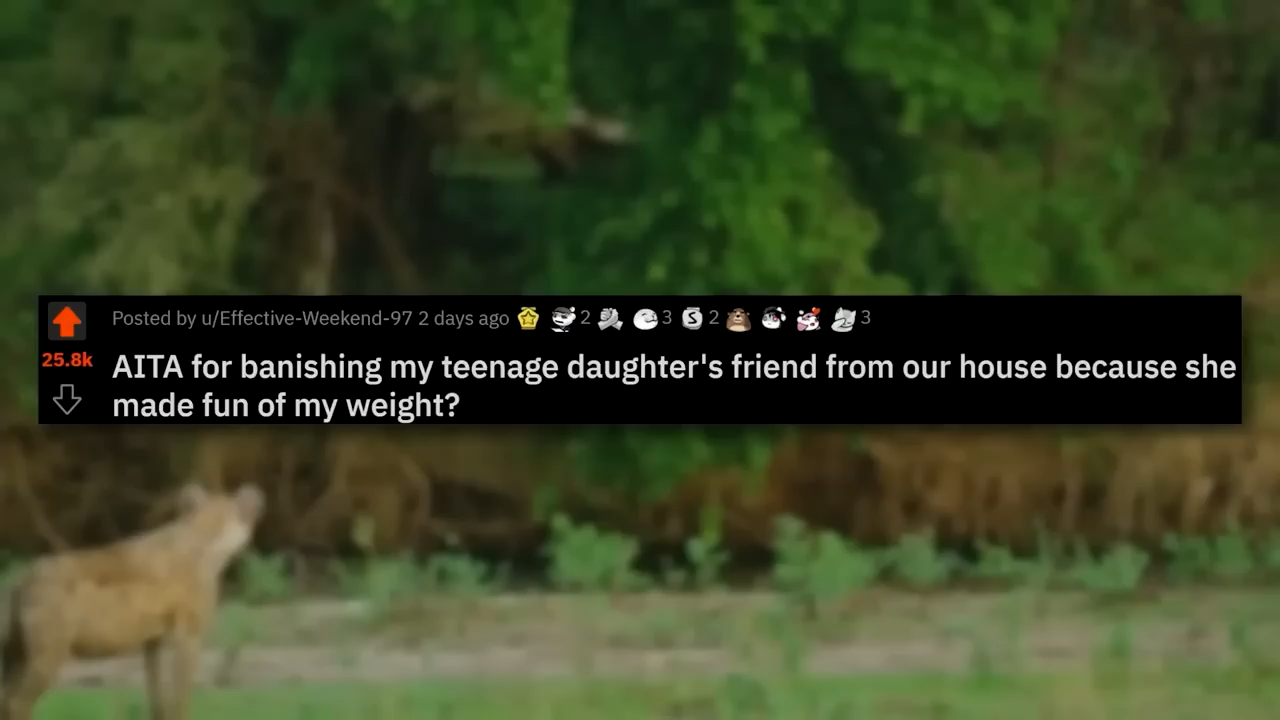 Posted by u/Effective-Weekend-97 2 days ago 2 3 S 2 3
25.8k
AITA for banishing my teenage daughter's friend from our house because she
made fun of my weight?